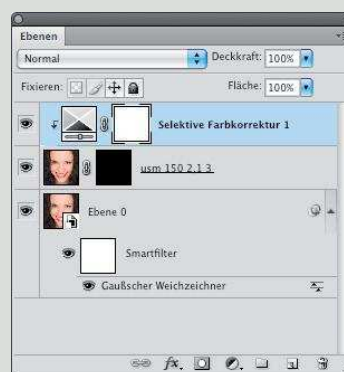 Ebenen
Normal Deckkraft: 100%
Fixieren: Fläche: 100%
Selektive Farbkorrektur 1
usm 150 2,1 3
Ebene 0
Smartfilter
Gaußscher Weichzeichner
fx.